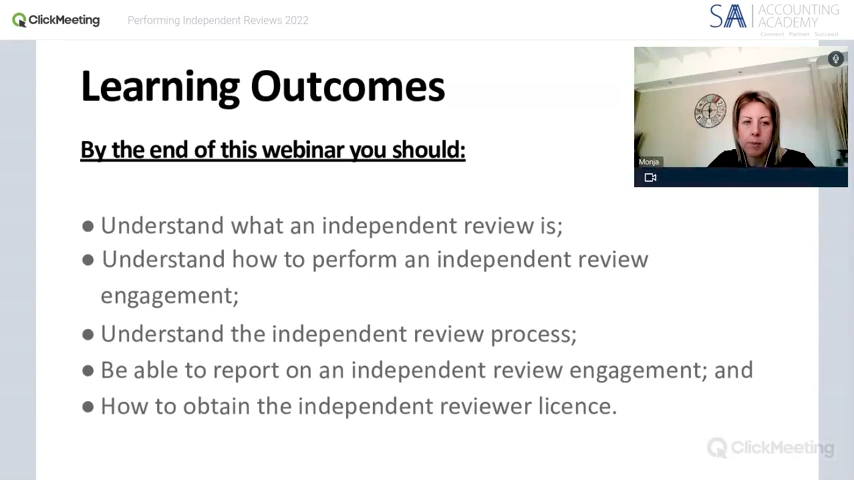 ClickMeeting
Performing Independent Reviews 2022
SA ACCOUNTING
ACADEMY
Connect. Partner. Succeed
Learning Outcomes
By the end of this webinar you should:
Monja
● Understand what an independent review is;
● Understand how to perform an independent review
engagement;
● Understand the independent review process;
● Be able to report on an independent review engagement; and
● How to obtain the independent reviewer licence.
ClickMeeting